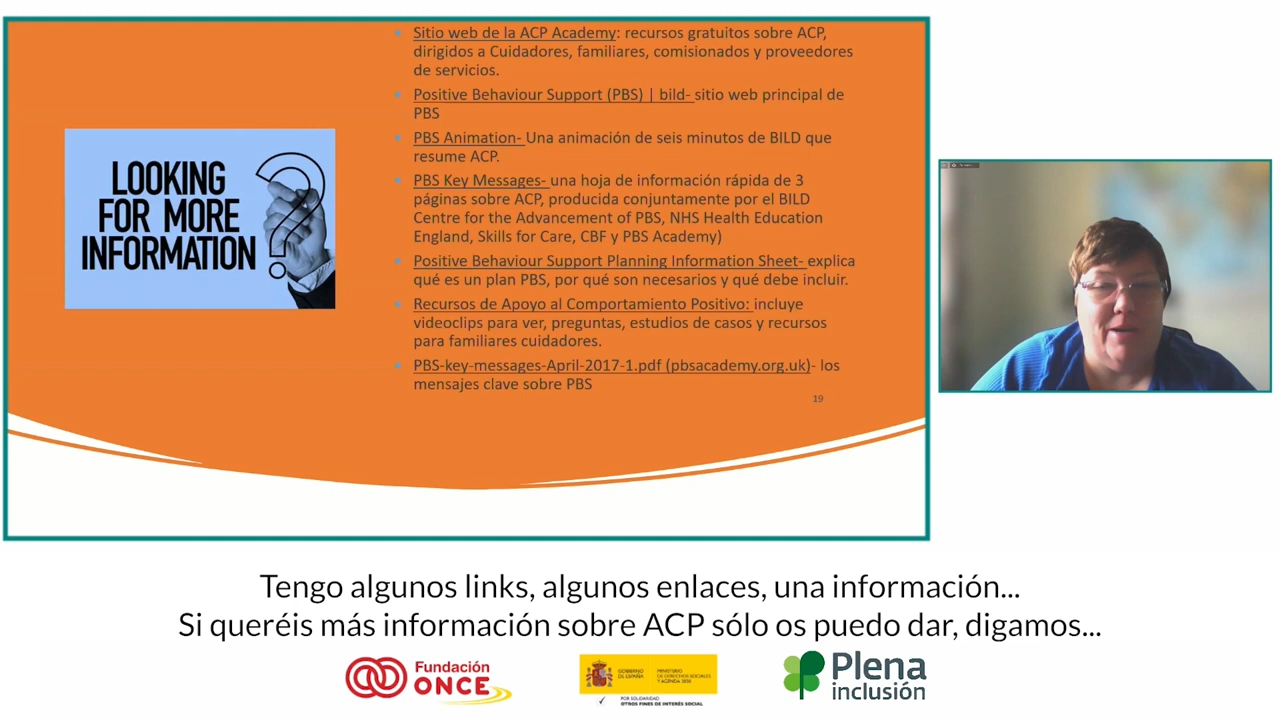 Sitio web de la ACP Academy: recursos gratuitos sobre ACP,
dirigidos a Cuidadores, familiares, comisionados y proveedores
de servicios.
Positive Behaviour Support (PBS) | bild- sitio web principal de
PBS
PBS Animation- Una animación de seis minutos de BILD que
resume ACP.
PBS Key Messages- una hoja de información rápida de 3
páginas sobre ACP, producida conjuntamente por el BILD
Centre for the Advancement of PBS, NHS Health Education
England, Skills for Care, CBF y PBS Academy)
Positive Behaviour Support Planning Information Sheet- explica
qué es un plan PBS, por qué son necesarios y qué debe incluir.
Recursos de Apoyo al Comportamiento Positivo: incluye
videoclips para ver, preguntas, estudios de casos y recursos
para familiares cuidadores.
PBS-key-messages-April-2017-1.pdf (pbsacademy.org.uk)- los
mensajes clave sobre PBS
19
LOOKING
FOR MORE
INFORMATION
?
Tengo algunos links, algunos enlaces, una información...
Si queréis más información sobre ACP sólo os puedo dar, digamos...
Fundación
ONCE
GOBIERNO
DE ESPAÑA
MINISTERIO
DE DERECHOS SOCIALES
Y AGENDA 2030
POR SOLIDARIDAD
OTROS FINES DE INTERÉS SOCIAL
Plena
inclusión